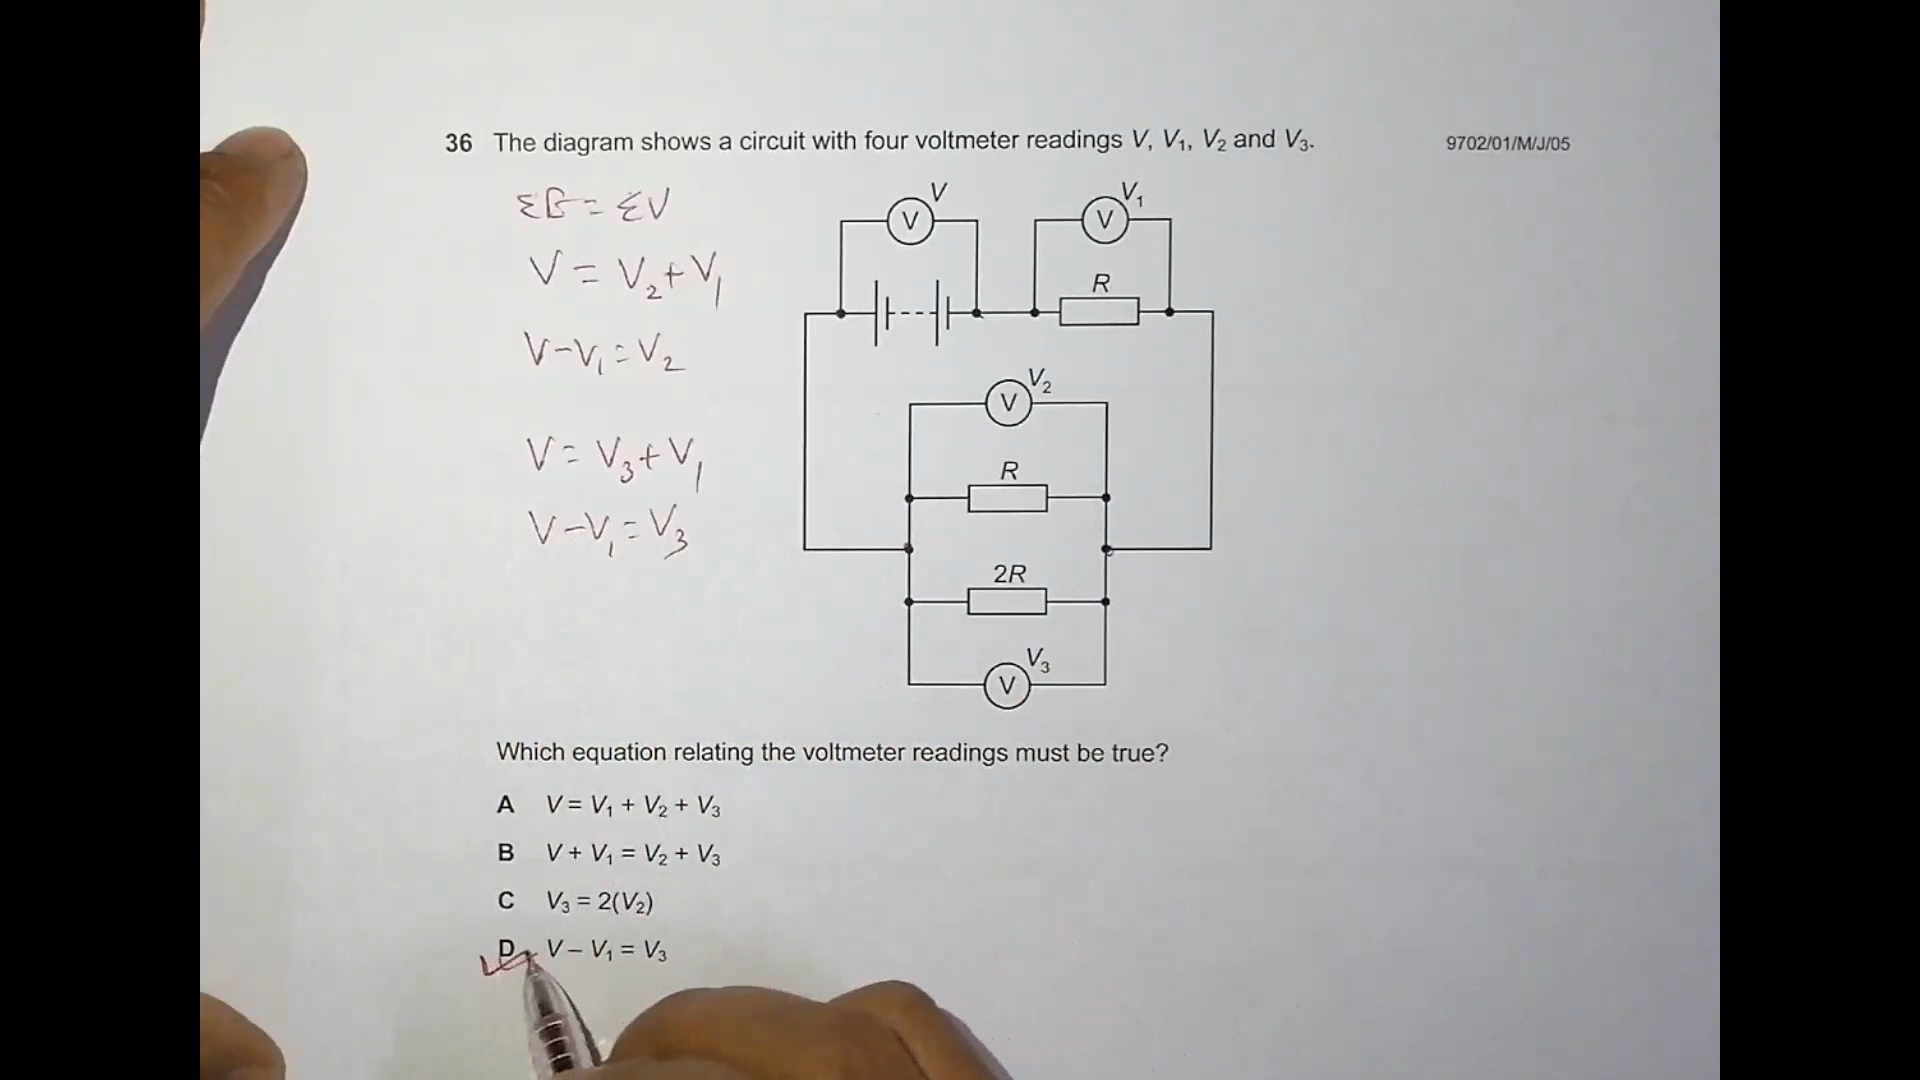 36 The diagram shows a circuit with four voltmeter readings V, V₁, V₂ and V₃. 9702/01/M/J/05
ΣE = ΣV
V = V₂ + V₁
V - V₁ = V₂
V = V₃ + V₁
V - V₁ = V₃
V
V
V₁
V
R
V₂
V
R
2R
V₃
V
Which equation relating the voltmeter readings must be true?
A V = V₁ + V₂ + V₃
B V + V₁ = V₂ + V₃
C V₃ = 2(V₂)
D V – V₁ = V₃